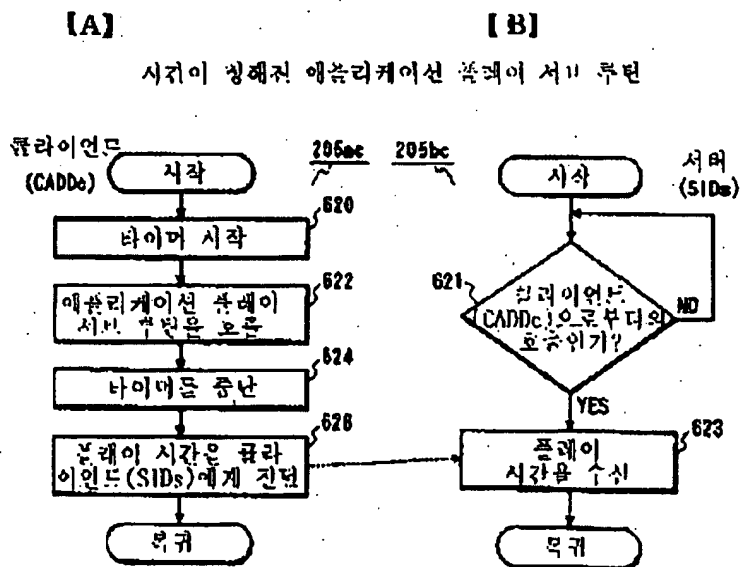 [A]
[B]
시간이 정해진 애플리케이션 플레이 서브 루틴
클라이언트
(CADDc)
205ac
205bc
서버
(SIDs)
시작
620
타이머 시작
622
애플리케이션 플레이
서브 루틴을 호출
624
타이머를 중단
626
플레이 시간을 클라
이언트(SIDs)에게 전달
복귀
시작
621
클라이언트
(CADDc)으로부터의
호출인가?
NO
YES
623
플레이
시간을 수신
복귀